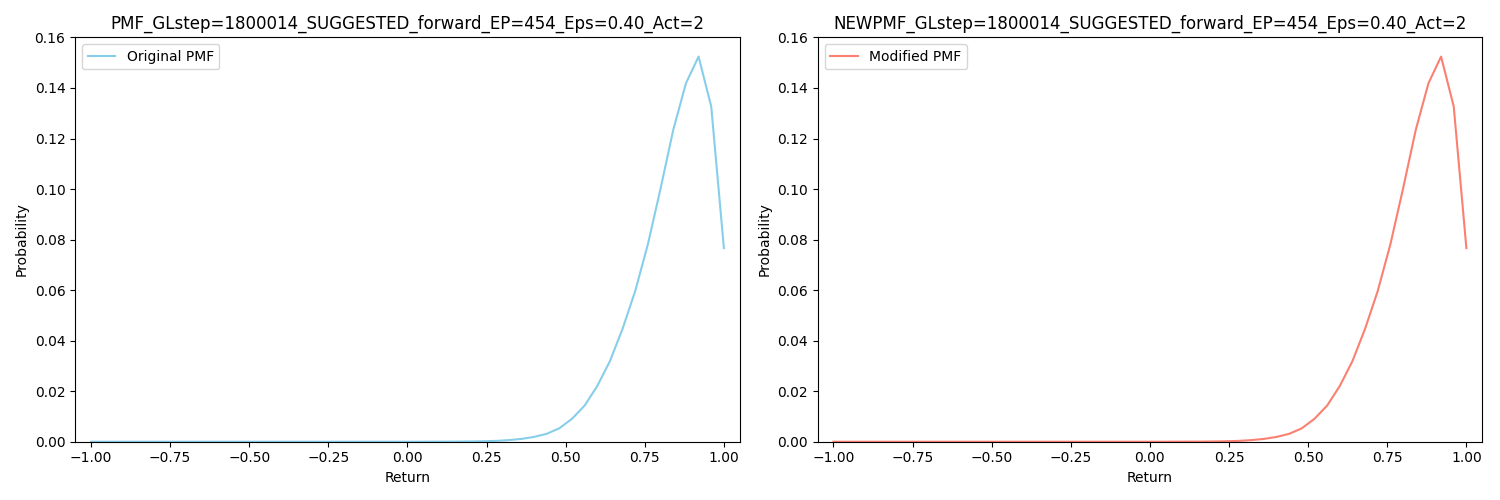 PMF_GLstep=1800014_SUGGESTED_forward_EP=454_Eps=0.40_Act=2
Original PMF
Probability
0.16
0.14
0.12
0.10
0.08
0.06
0.04
0.02
0.00
−1.00 −0.75 −0.50 −0.25 0.00 0.25 0.50 0.75 1.00
Return
NEWPMF_GLstep=1800014_SUGGESTED_forward_EP=454_Eps=0.40_Act=2
Modified PMF
Probability
0.16
0.14
0.12
0.10
0.08
0.06
0.04
0.02
0.00
−1.00 −0.75 −0.50 −0.25 0.00 0.25 0.50 0.75 1.00
Return